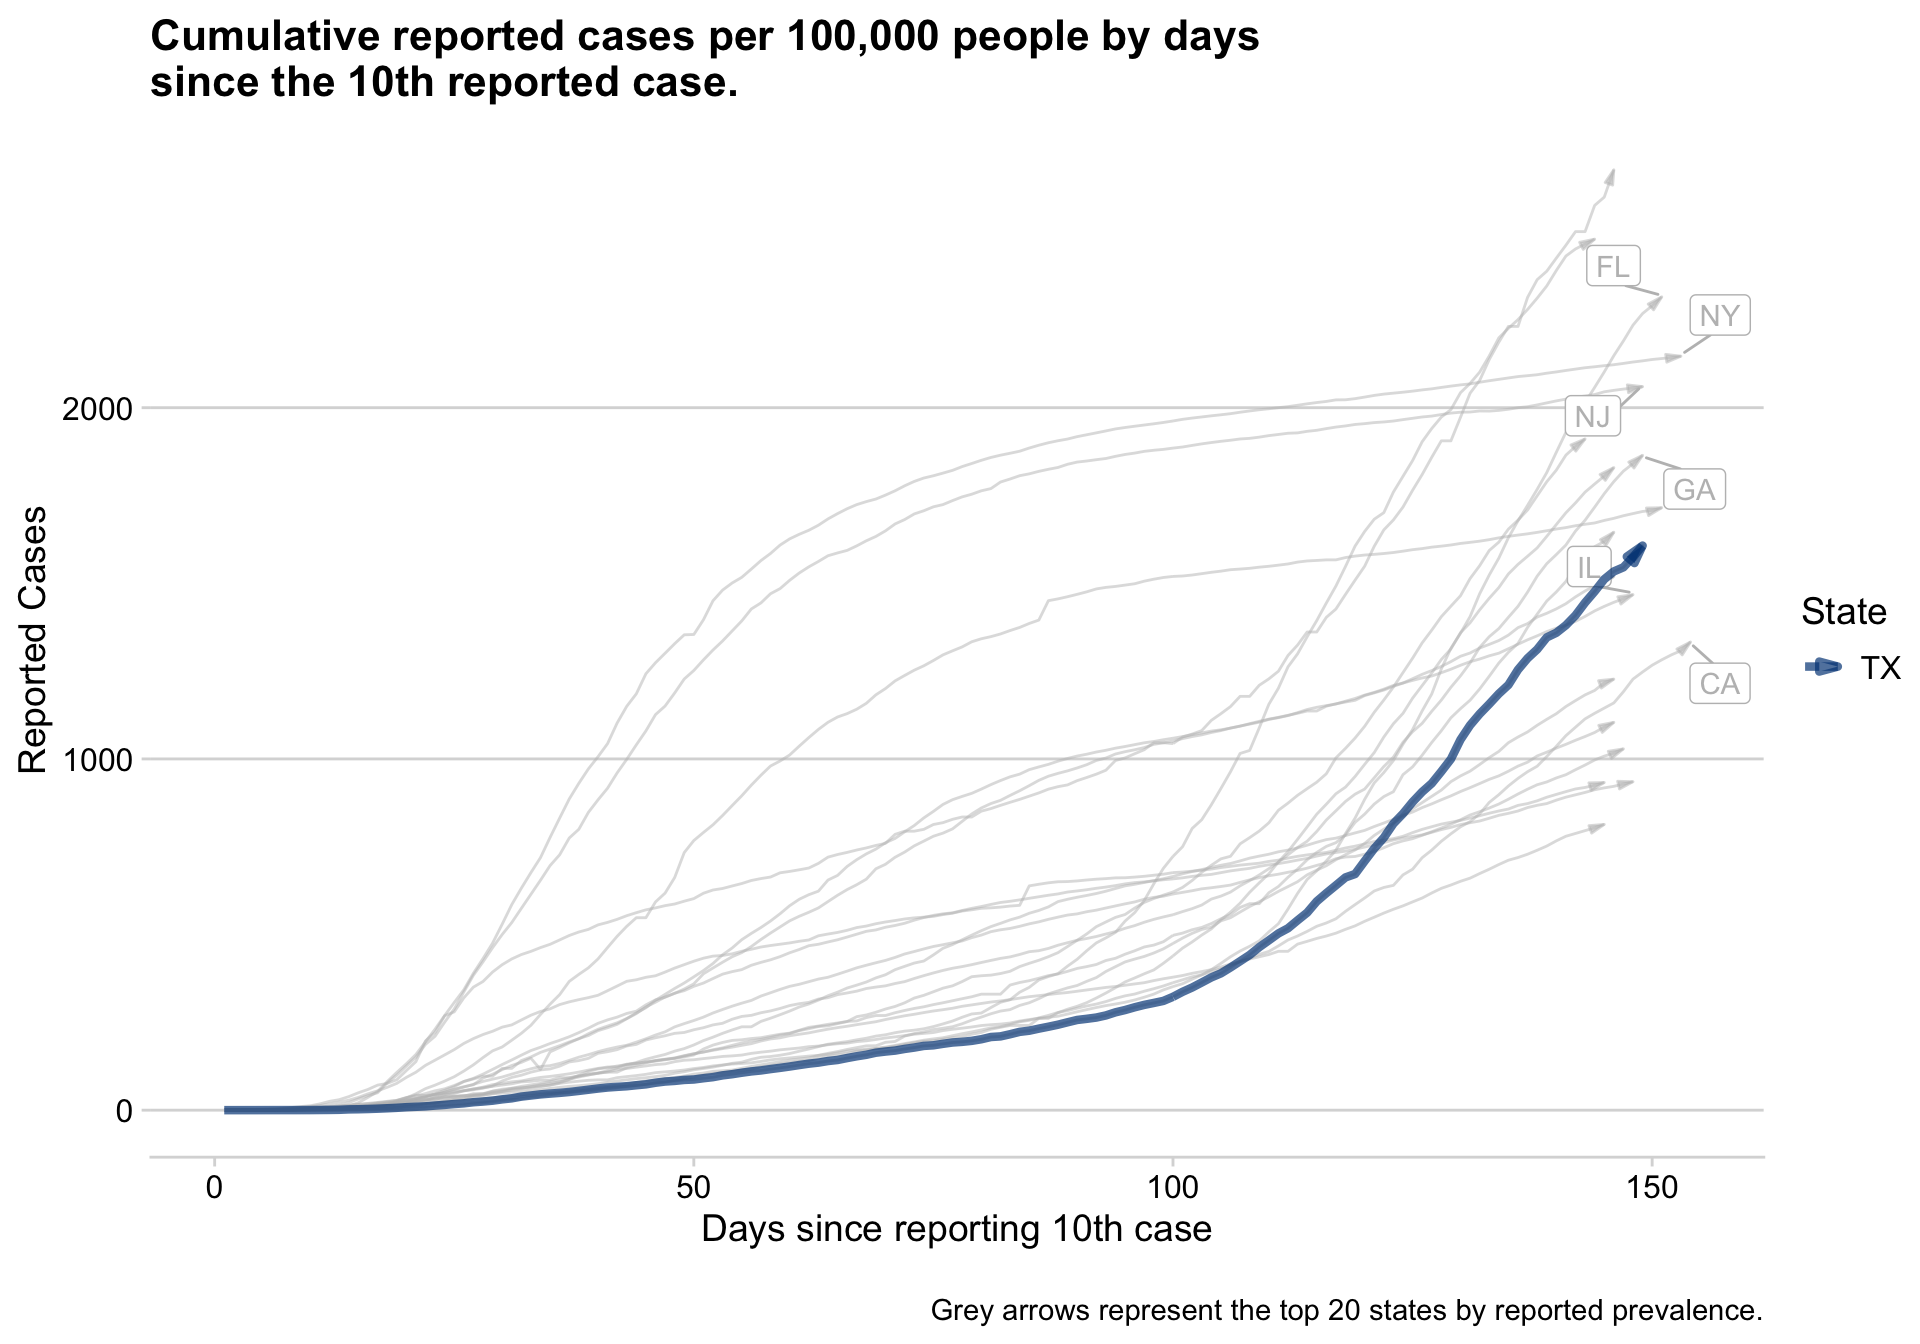 Cumulative reported cases per 100,000 people by days
since the 10th reported case.
FL
NY
2000
NJ
GA
Reported Cases
IL
State
TX
CA
1000
0
0 50 100 150
Days since reporting 10th case
Grey arrows represent the top 20 states by reported prevalence.